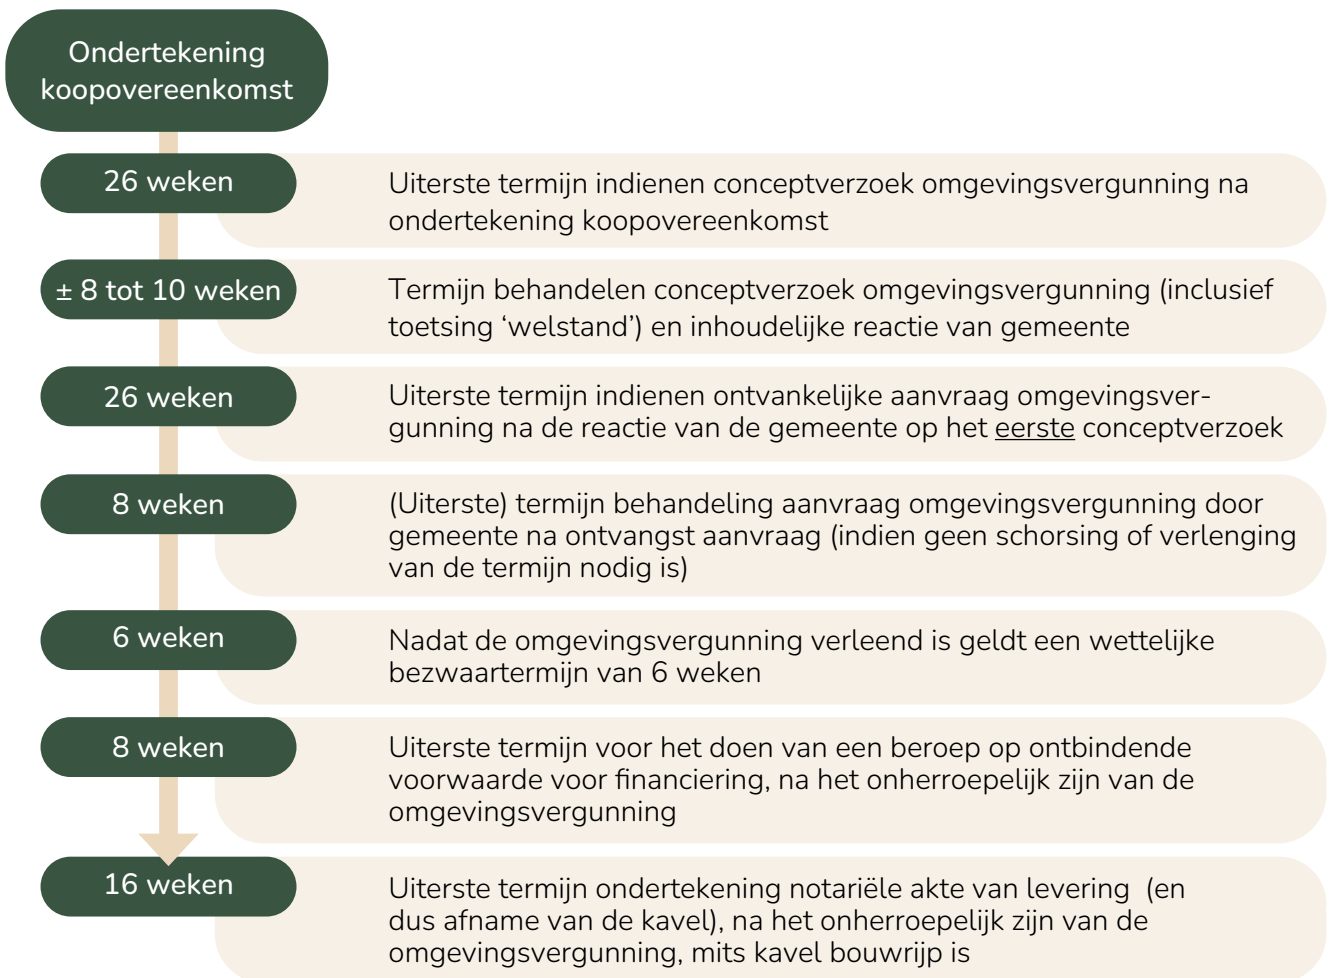 Ondertekening
koopovereenkomst
26 weken
Uiterste termijn indienen conceptverzoek omgevingsvergunning na
ondertekening koopovereenkomst
± 8 tot 10 weken
Termijn behandelen conceptverzoek omgevingsvergunning (inclusief
toetsing ‘welstand’) en inhoudelijke reactie van gemeente
26 weken
Uiterste termijn indienen ontvankelijke aanvraag omgevingsver-
gunning na de reactie van de gemeente op het eerste conceptverzoek
8 weken
(Uiterste) termijn behandeling aanvraag omgevingsvergunning door
gemeente na ontvangst aanvraag (indien geen schorsing of verlenging
van de termijn nodig is)
6 weken
Nadat de omgevingsvergunning verleend is geldt een wettelijke
bezwaartermijn van 6 weken
8 weken
Uiterste termijn voor het doen van een beroep op ontbindende
voorwaarde voor financiering, na het onherroepelijk zijn van de
omgevingsvergunning
16 weken
Uiterste termijn ondertekening notariële akte van levering  (en
dus afname van de kavel), na het onherroepelijk zijn van de
omgevingsvergunning, mits kavel bouwrijp is